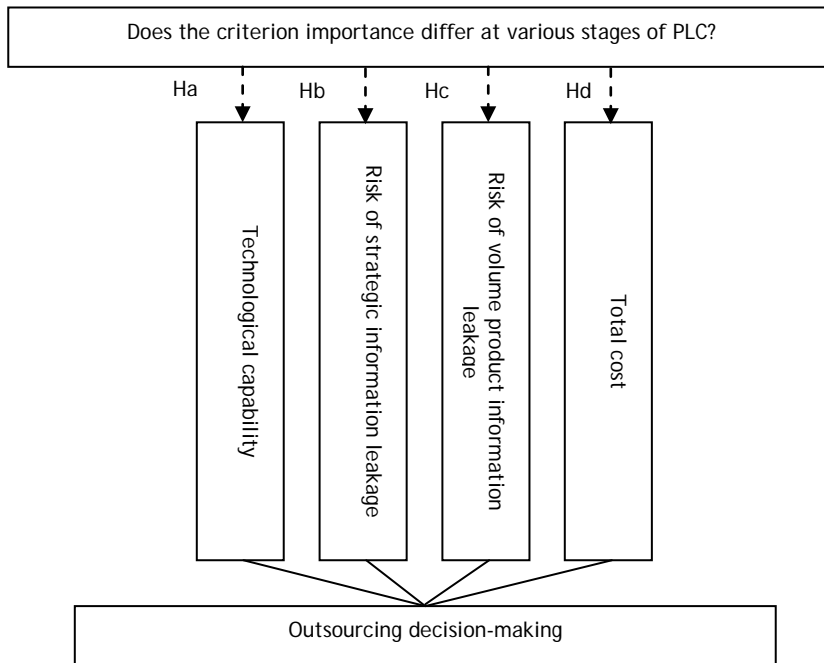 Does the criterion importance differ at various stages of PLC?
Ha
Hb
Hc
Hd
Technological capability
Risk of strategic information leakage
Risk of volume product information
leakage
Total cost
Outsourcing decision-making